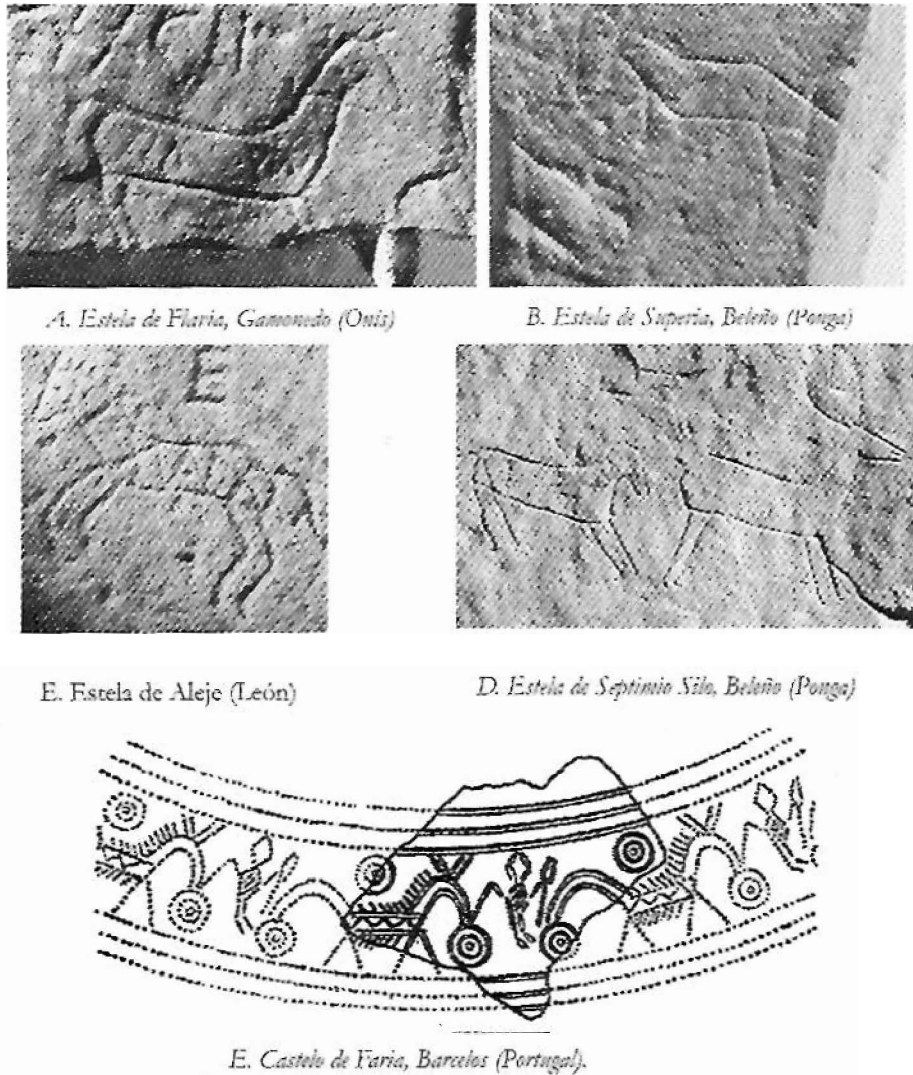 A. Estela de Flavia, Gamonedo (Onís)
B. Estela de Superia, Beleño (Ponga)
E
E. Estela de Aleje (León)
D. Estela de Septimio Silo, Beleño (Ponga)
E. Castelo de Faria, Barcelos (Portugal).